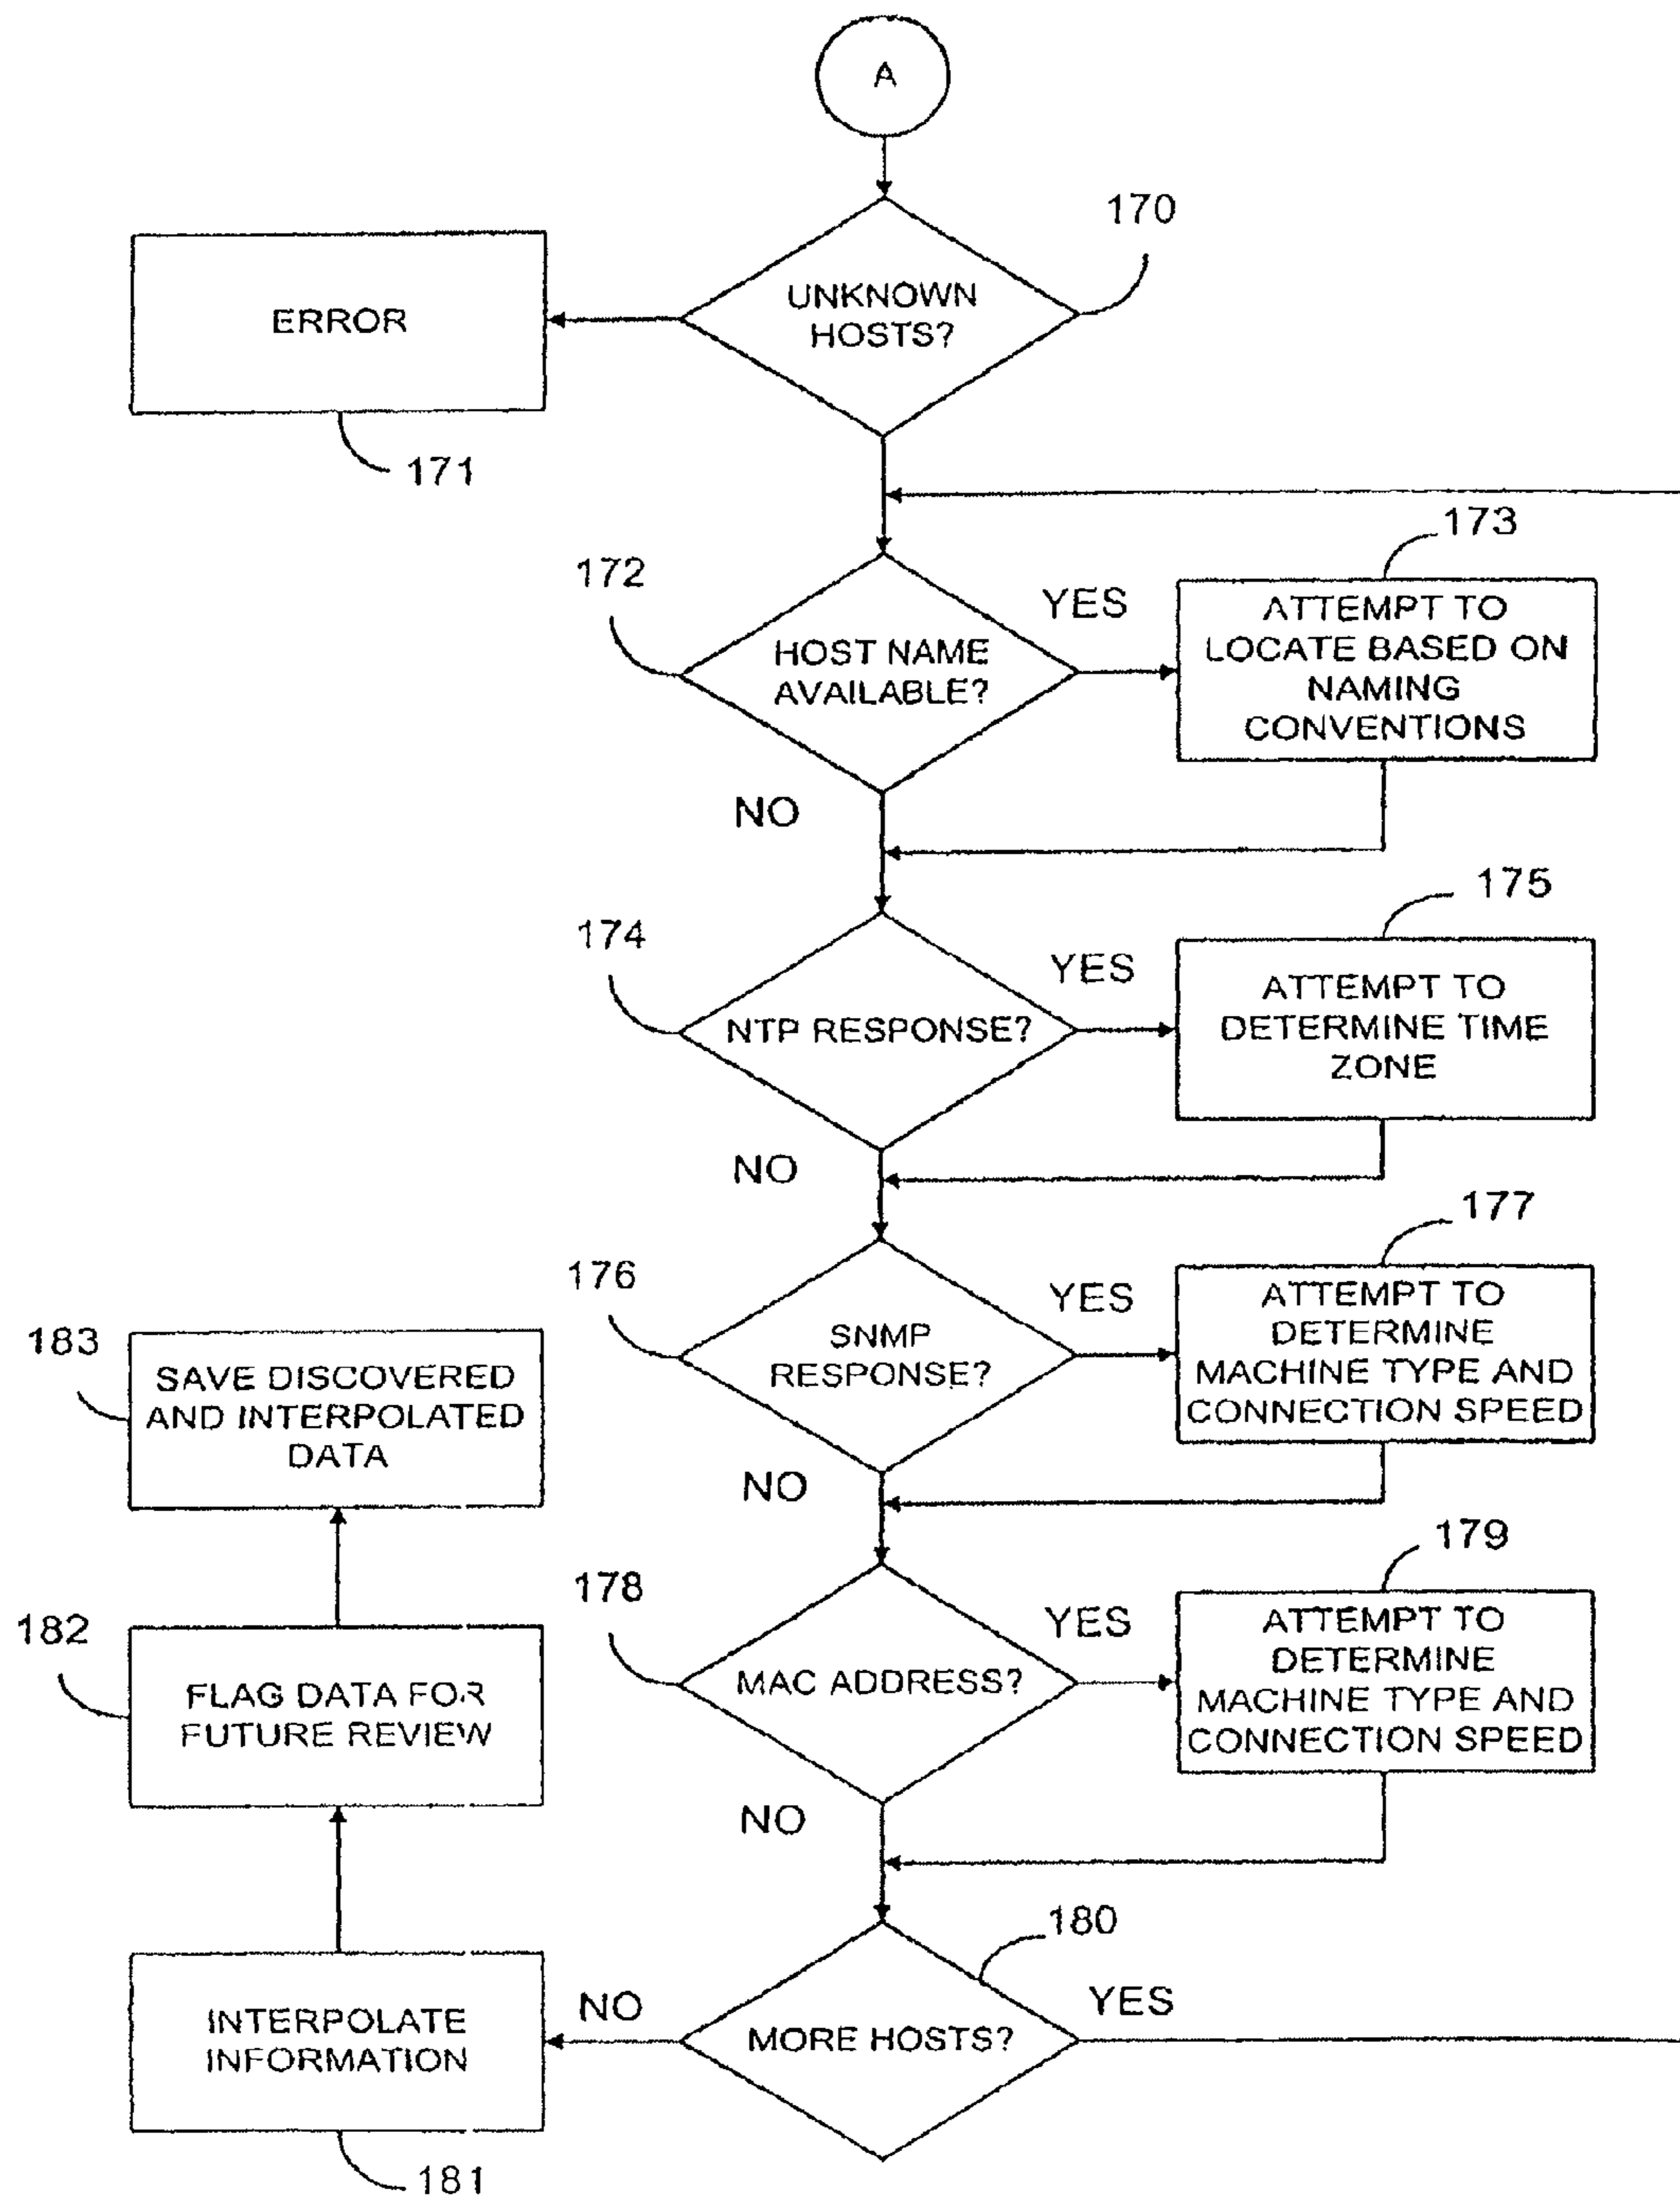 A
170
UNKNOWN
HOSTS?
ERROR
171
173
172
YES
HOST NAME
AVAILABLE?
ATTEMPT TO
LOCATE BASED ON
NAMING
CONVENTIONS
NO
175
174
YES
NTP RESPONSE?
ATTEMPT TO
DETERMINE TIME
ZONE
NO
177
176
YES
SNMP
RESPONSE?
ATTEMPT TO
DETERMINE
MACHINE TYPE AND
CONNECTION SPEED
183
SAVE DISCOVERED
AND INTERPOLATED
DATA
NO
179
178
YES
MAC ADDRESS?
ATTEMPT TO
DETERMINE
MACHINE TYPE AND
CONNECTION SPEED
182
FLAG DATA FOR
FUTURE REVIEW
NO
180
YES
MORE HOSTS?
NO
INTERPOLATE
INFORMATION
181